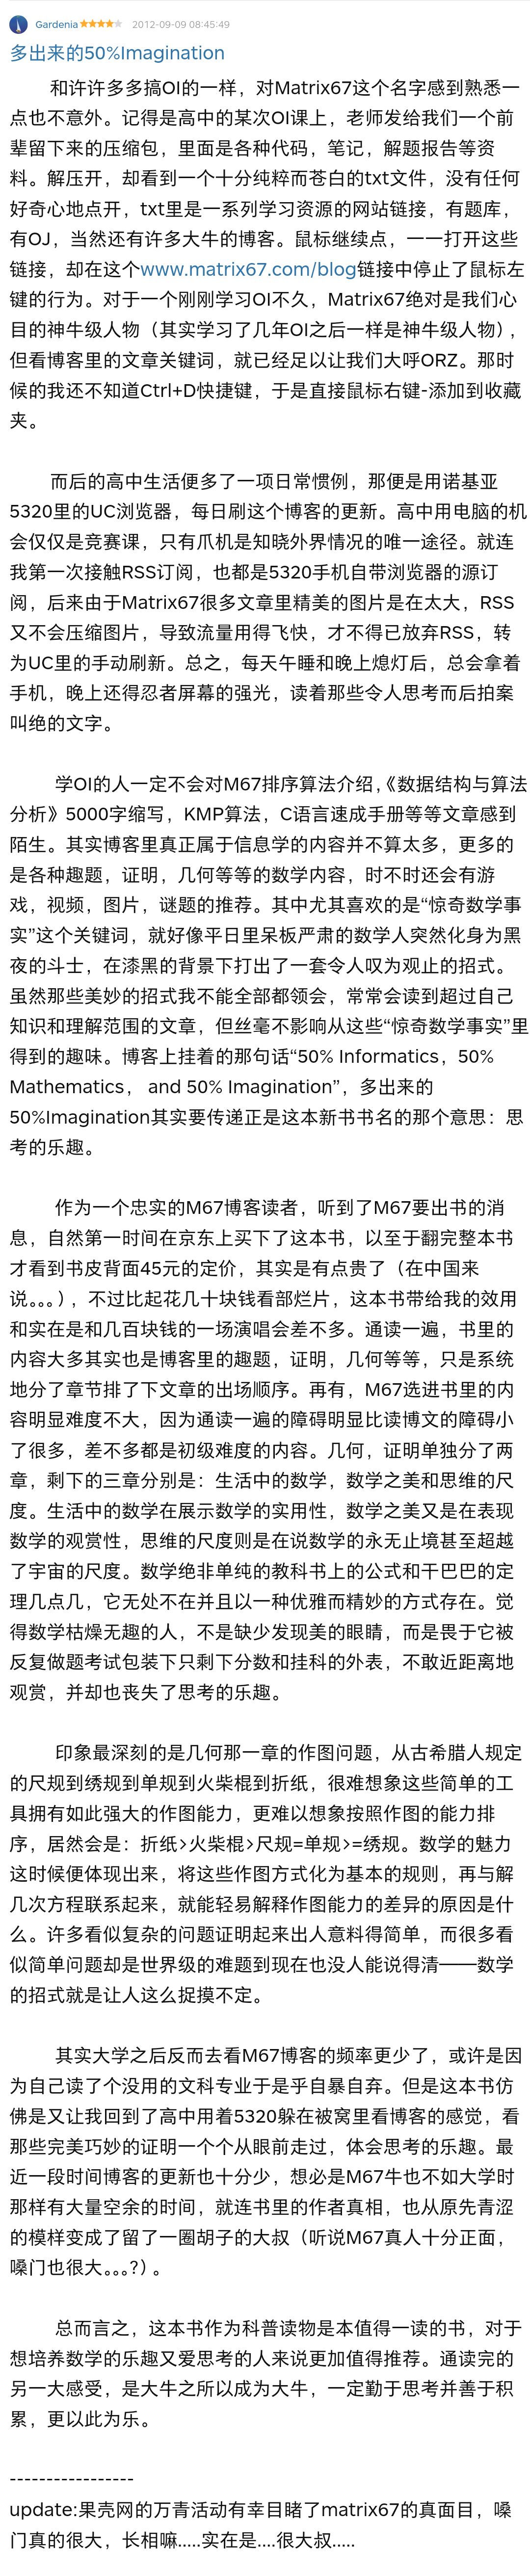 Gardenia 2012-09-09 08:45:49
多出来的50%Imagination
和许许多多搞OI的一样，对Matrix67这个名字感到熟悉一
点也不意外。记得是高中的某次OI课上，老师发给我们一个前
辈留下来的压缩包，里面是各种代码，笔记，解题报告等资
料。解压开，却看到一个十分纯粹而苍白的txt文件，没有任何
好奇心地点开，txt里是一系列学习资源的网站链接，有题库，
有OJ，当然还有许多大牛的博客。鼠标继续点，一一打开这些
链接，却在这个www.matrix67.com/blog链接中停止了鼠标左
键的行为。对于一个刚刚学习OI不久，Matrix67绝对是我们心
目的神牛级人物（其实学习了几年OI之后一样是神牛级人物），
但看博客里的文章关键词，就已经足以让我们大呼ORZ。那时
候的我还不知道Ctrl+D快捷键，于是直接鼠标右键-添加到收藏
夹。
而后的高中生活便多了一项日常惯例，那便是用诺基亚
5320里的UC浏览器，每日刷这个博客的更新。高中用电脑的机
会仅仅是竞赛课，只有爪机是知晓外界情况的唯一途径。就连
我第一次接触RSS订阅，也都是5320手机自带浏览器的源订
阅，后来由于Matrix67很多文章里精美的图片是在太大，RSS
又不会压缩图片，导致流量用得飞快，才不得已放弃RSS，转
为UC里的手动刷新。总之，每天午睡和晚上熄灯后，总会拿着
手机，晚上还得忍者屏幕的强光，读着那些令人思考而后拍案
叫绝的文字。
学OI的人一定不会对M67排序算法介绍，《数据结构与算法
分析》5000字缩写，KMP算法，C语言速成手册等等文章感到
陌生。其实博客里真正属于信息学的内容并不算太多，更多的
是各种趣题，证明，几何等等的数学内容，时不时还会有游
戏，视频，图片，谜题的推荐。其中尤其喜欢的是“惊奇数学事
实”这个关键词，就好像平日里呆板严肃的数学人突然化身为黑
夜的斗士，在漆黑的背景下打出了一套令人叹为观止的招式。
虽然那些美妙的招式我不能全部都领会，常常会读到超过自己
知识和理解范围的文章，但丝毫不影响从这些“惊奇数学事实”里
得到的趣味。博客上挂着的那句话“50% Informatics，50%
Mathematics， and 50% Imagination”，多出来的
50%Imagination其实要传递正是这本新书书名的那个意思：思
考的乐趣。
作为一个忠实的M67博客读者，听到了M67要出书的消
息，自然第一时间在京东上买下了这本书，以至于翻完整本书
才看到书皮背面45元的定价，其实是有点贵了（在中国来
说。。。），不过比起花几十块钱看部烂片，这本书带给我的效用
和实在是和几百块钱的一场演唱会差不多。通读一遍，书里的
内容大多其实也是博客里的趣题，证明，几何等等，只是系统
地分了章节排了下文章的出场顺序。再有，M67选进书里的内
容明显难度不大，因为通读一遍的障碍明显比读博文的障碍小
了很多，差不多都是初级难度的内容。几何，证明单独分了两
章，剩下的三章分别是：生活中的数学，数学之美和思维的尺
度。生活中的数学在展示数学的实用性，数学之美又是在表现
数学的观赏性，思维的尺度则是在说数学的永无止境甚至超越
了宇宙的尺度。数学绝非单纯的教科书上的公式和干巴巴的定
理几点几，它无处不在并且以一种优雅而精妙的方式存在。觉
得数学枯燥无趣的人，不是缺少发现美的眼睛，而是畏于它被
反复做题考试包装下只剩下分数和挂科的外表，不敢近距离地
观赏，并却也丧失了思考的乐趣。
印象最深刻的是几何那一章的作图问题，从古希腊人规定
的尺规到绣规到单规到火柴棍到折纸，很难想象这些简单的工
具拥有如此强大的作图能力，更难以想象按照作图的能力排
序，居然会是：折纸>火柴棍>尺规=单规>=绣规。数学的魅力
这时候便体现出来，将这些作图方式化为基本的规则，再与解
几次方程联系起来，就能轻易解释作图能力的差异的原因是什
么。许多看似复杂的问题证明起来出人意料得简单，而很多看
似简单问题却是世界级的难题到现在也没人能说得清——数学
的招式就是让人这么捉摸不定。
其实大学之后反而去看M67博客的频率更少了，或许是因
为自己读了个没用的文科专业于是乎自暴自弃。但是这本书仿
佛是又让我回到了高中用着5320躲在被窝里看博客的感觉，看
那些完美巧妙的证明一个个从眼前走过，体会思考的乐趣。最
近一段时间博客的更新也十分少，想必是M67牛也不如大学时
那样有大量空余的时间，就连书里的作者真相，也从原先青涩
的模样变成了留了一圈胡子的大叔（听说M67真人十分正面，
嗓门也很大。。。?）。
总而言之，这本书作为科普读物是本值得一读的书，对于
想培养数学的乐趣又爱思考的人来说更加值得推荐。通读完的
另一大感受，是大牛之所以成为大牛，一定勤于思考并善于积
累，更以此为乐。
-----------------
update:果壳网的万青活动有幸目睹了matrix67的真面目，嗓
门真的很大，长相嘛.....实在是....很大叔.....